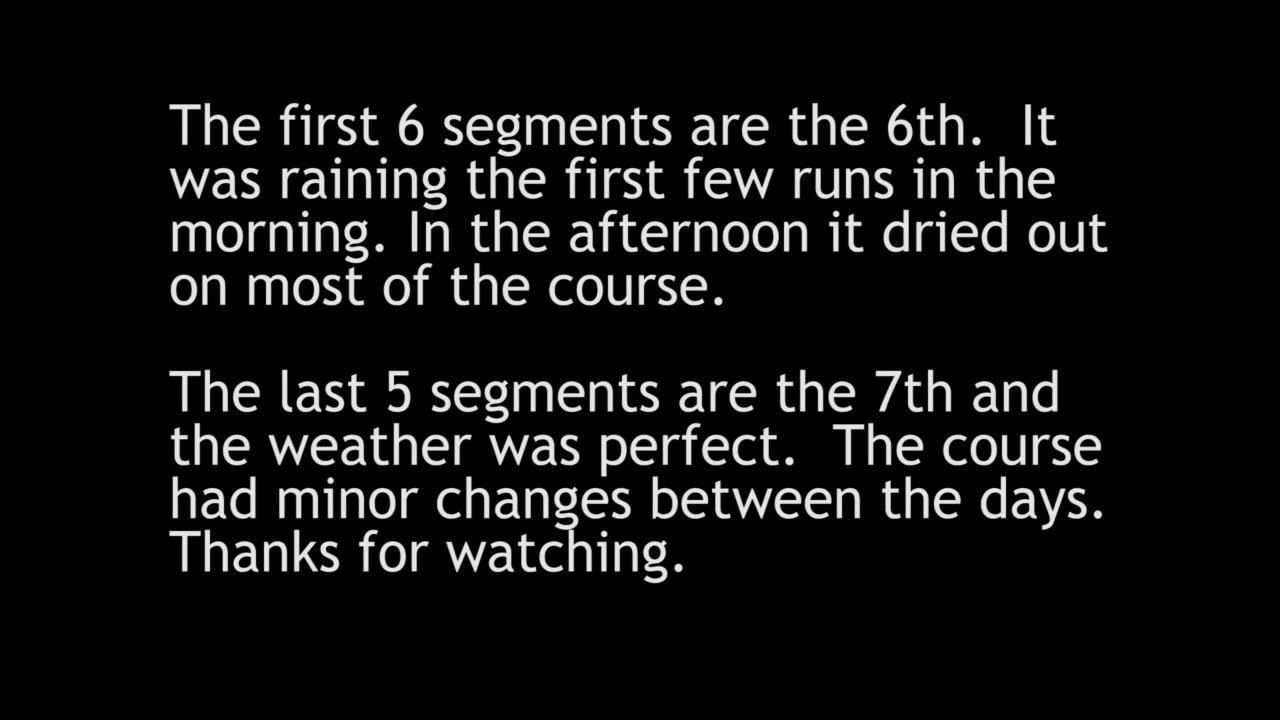 The first 6 segments are the 6th.  It
was raining the first few runs in the
morning. In the afternoon it dried out
on most of the course.
The last 5 segments are the 7th and
the weather was perfect.  The course
had minor changes between the days.
Thanks for watching.